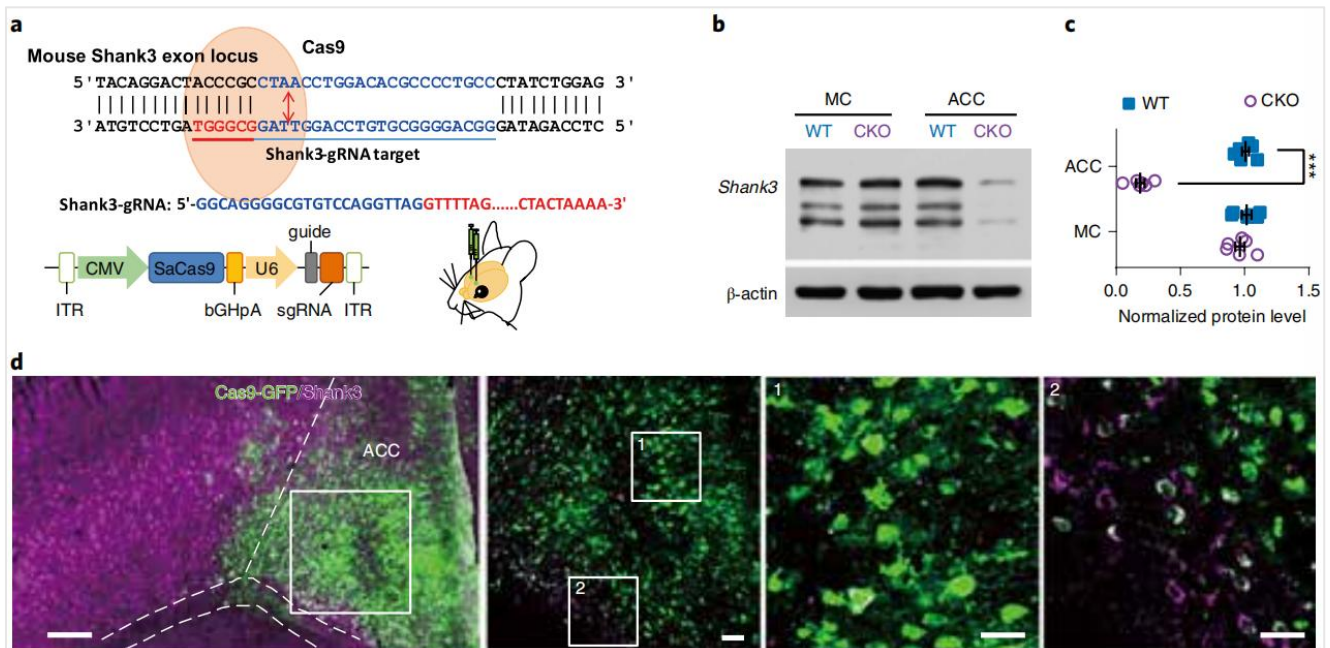 a
Cas9
Mouse Shank3 exon locus
5'TACAGGACTACCCGCCTAACCTGGACACGCCCCTGCCCTATCTGGAG 3'
3'ATGTCCTGATGGGCGGATTGGACCTGTGCGGGGACGGGATAGACCTC 5'
Shank3-gRNA target
Shank3-gRNA: 5'-GGCAGGGGCGTGTCCAGGTTAGGTTTTAG......CTACTAAAA-3'
guide
CMV SaCas9 U6
ITR bGHpA sgRNA ITR
b
MC ACC
WT CKO WT CKO
Shank3
β-actin
c
WT CKO
ACC
***
MC
0 0.5 1.0 1.5
Normalized protein level
d
Cas9-GFP/Shank3
ACC
1
2
1
2